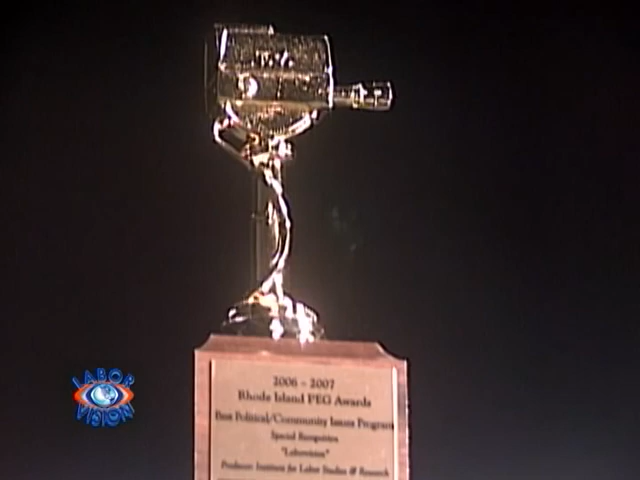 2006 - 2007
Rhode Island PEG Awards
Best Political/Community Issues Program
Special Recognition
"Laborvision"
Producer: Institute for Labor Studies & Research
LABOR
VISION